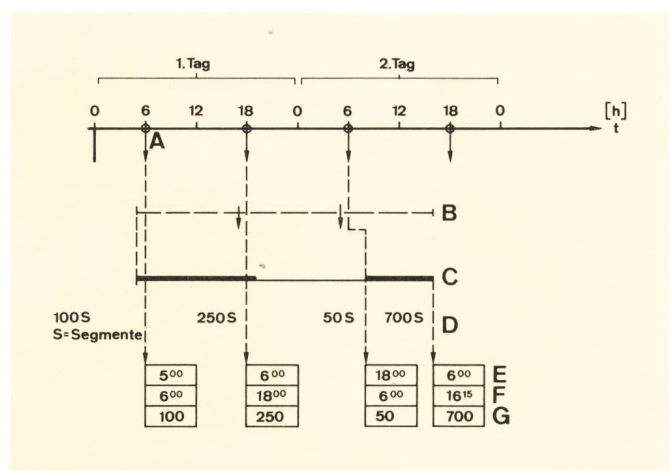 1.Tag 2.Tag
0 6 12 18 0 6 12 18 0 [h]
A t
B
C
100S 250S 50S 700S D
S=Segmente
5⁰⁰ 6⁰⁰ 18⁰⁰ 6⁰⁰ E
6⁰⁰ 18⁰⁰ 6⁰⁰ 16¹⁵ F
100 250 50 700 G